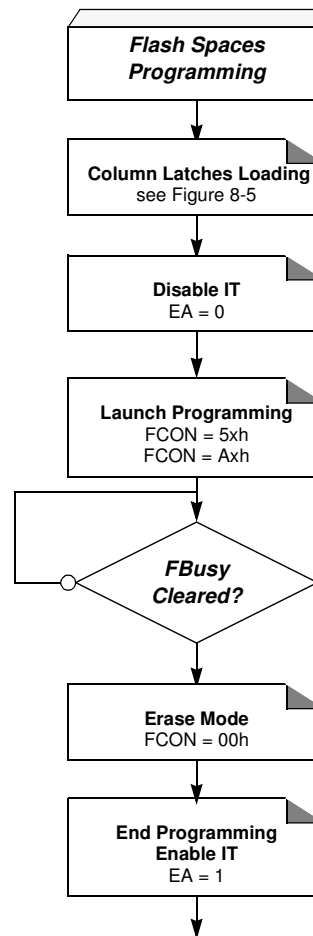 Flash Spaces
Programming
Column Latches Loading
see Figure 8-5
Disable IT
EA = 0
Launch Programming
FCON = 5xh
FCON = Axh
FBusy
Cleared?
Erase Mode
FCON = 00h
End Programming
Enable IT
EA = 1